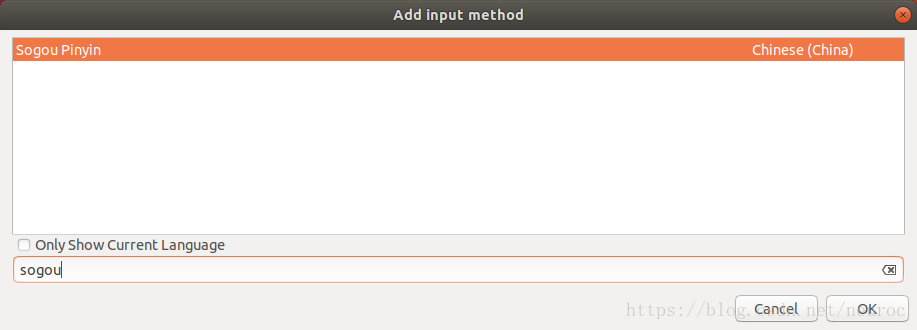 Add input method
Sogou Pinyin Chinese (China)
Only Show Current Language
sogou
Cancel OK